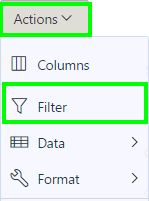 Actions
Columns
Filter
Data
Format